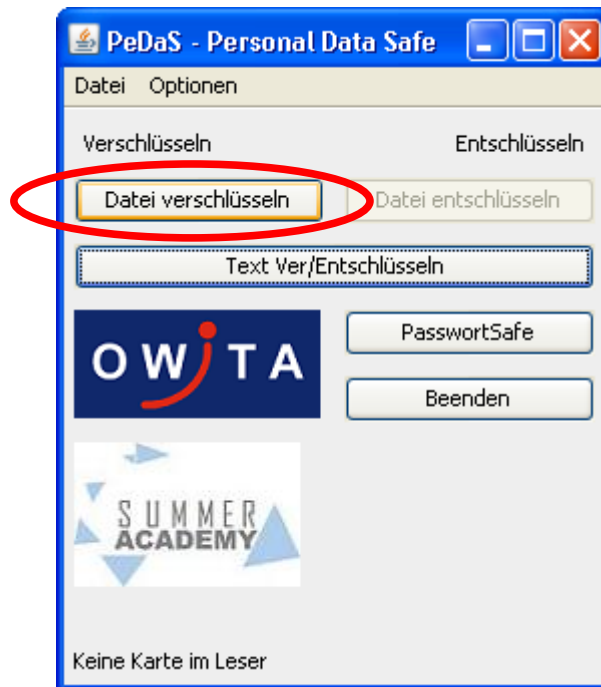 PeDaS - Personal Data Safe
Datei Optionen
Verschlüsseln Entschlüsseln
Datei verschlüsseln Datei entschlüsseln
Text Ver/Entschlüsseln
OWITA PasswortSafe
Beenden
SUMMER
ACADEMY
Keine Karte im Leser